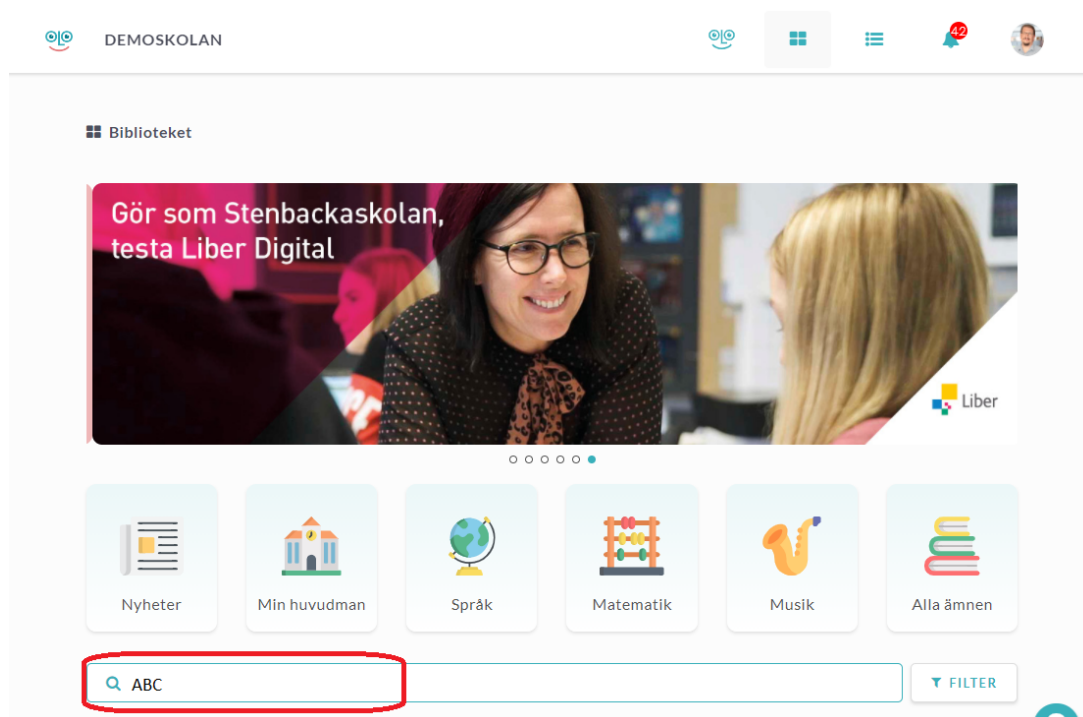 DEMOSKOLAN
42
Biblioteket
Gör som Stenbackaskolan,
testa Liber Digital
Liber
Nyheter
Min huvudman
Språk
Matematik
Musik
Alla ämnen
ABC
FILTER